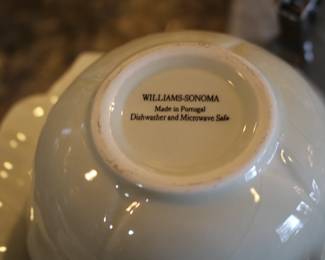 WILLIAMS-SONOMA
Made in Portugal
Dishwasher and Microwave Safe